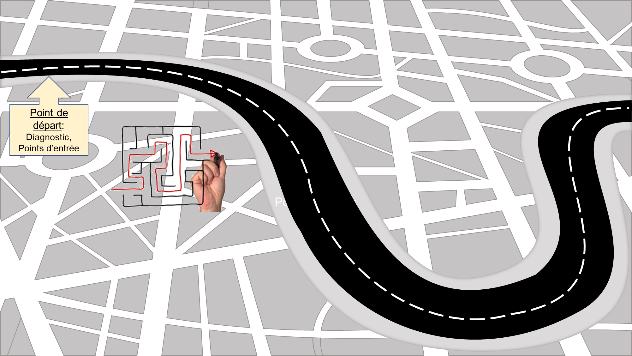 Point de
départ:
Diagnostic,
Points d'entrée